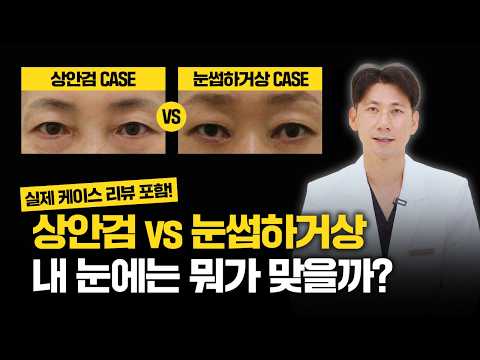 상안검 CASE
VS
눈썹하거상 CASE
실제 케이스 리뷰 포함!
상안검 vs 눈썹하거상
내 눈에는 뭐가 맞을까?